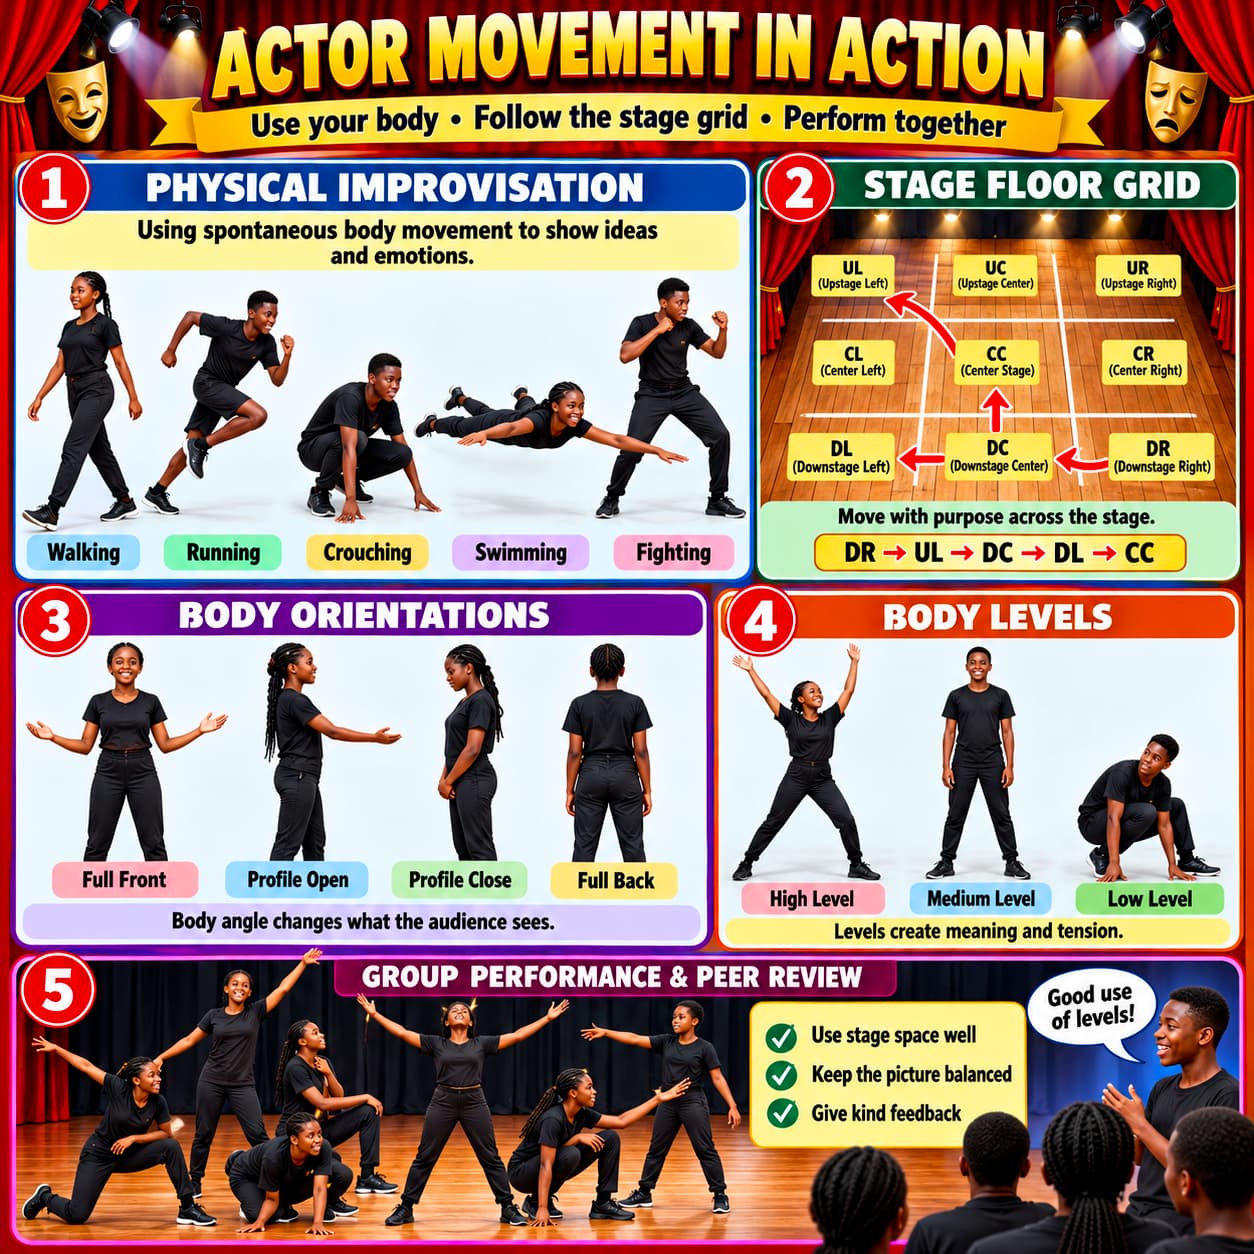 ACTOR MOVEMENT IN ACTION
Use your body • Follow the stage grid • Perform together
1
PHYSICAL IMPROVISATION
Using spontaneous body movement to show ideas
and emotions.
Walking
Running
Crouching
Swimming
Fighting
2
STAGE FLOOR GRID
UL
(Upstage Left)
UC
(Upstage Center)
UR
(Upstage Right)
CL
(Center Left)
CC
(Center Stage)
CR
(Center Right)
DL
(Downstage Left)
DC
(Downstage Center)
DR
(Downstage Right)
Move with purpose across the stage.
DR → UL → DC → DL → CC
3
BODY ORIENTATIONS
Full Front
Profile Open
Profile Close
Full Back
Body angle changes what the audience sees.
4
BODY LEVELS
High Level
Medium Level
Low Level
Levels create meaning and tension.
5
GROUP PERFORMANCE & PEER REVIEW
Use stage space well
Keep the picture balanced
Give kind feedback
Good use
of levels!